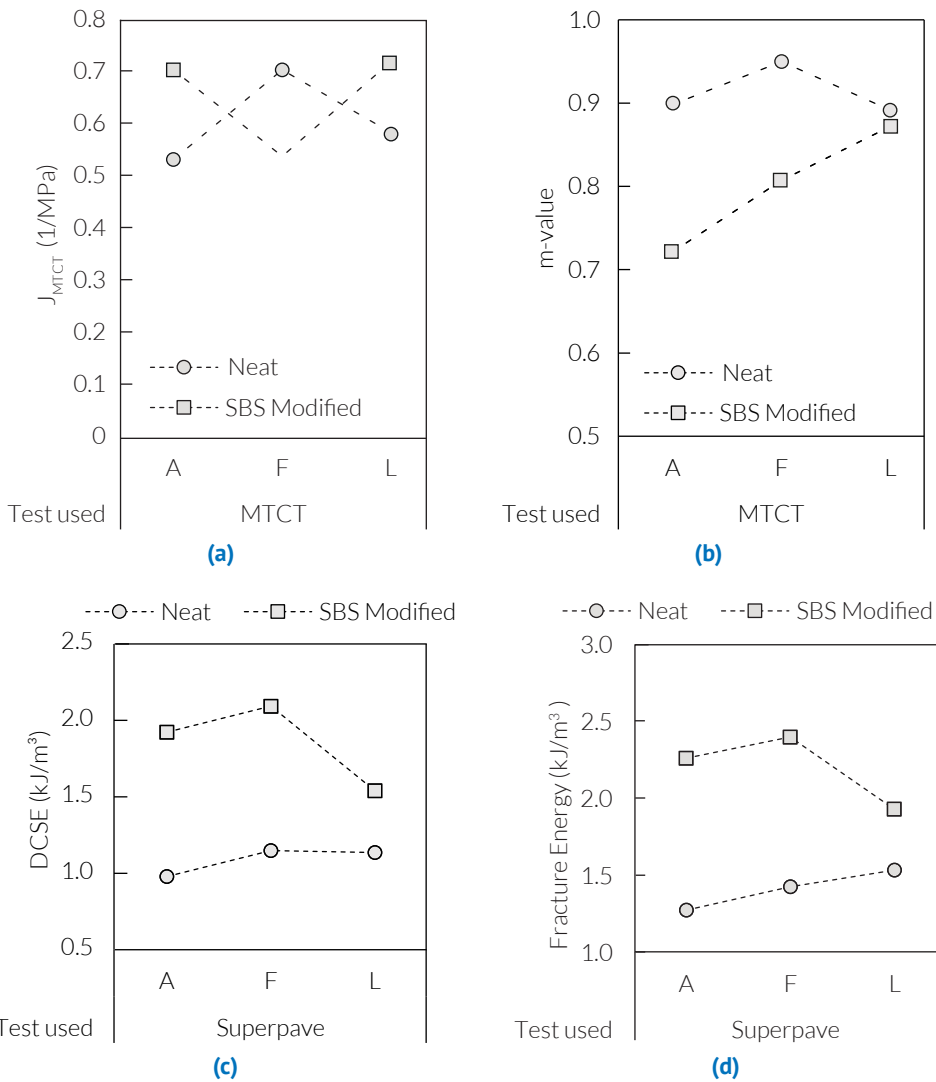 0.8
0.7
0.6
0.5
0.4
0.3
0.2
0.1
0
J_MTCT (1/MPa)
Neat
SBS Modified
A F L
Test used MTCT
(a)
1.0
0.9
0.8
0.7
0.6
0.5
m-value
Neat
SBS Modified
A F L
Test used MTCT
(b)
Neat SBS Modified
2.5
2.0
1.5
1.0
0.5
DCSE (kJ/m³)
A F L
Test used Superpave
(c)
Neat SBS Modified
3.0
2.5
2.0
1.5
1.0
Fracture Energy (kJ/m³)
A F L
Test used Superpave
(d)